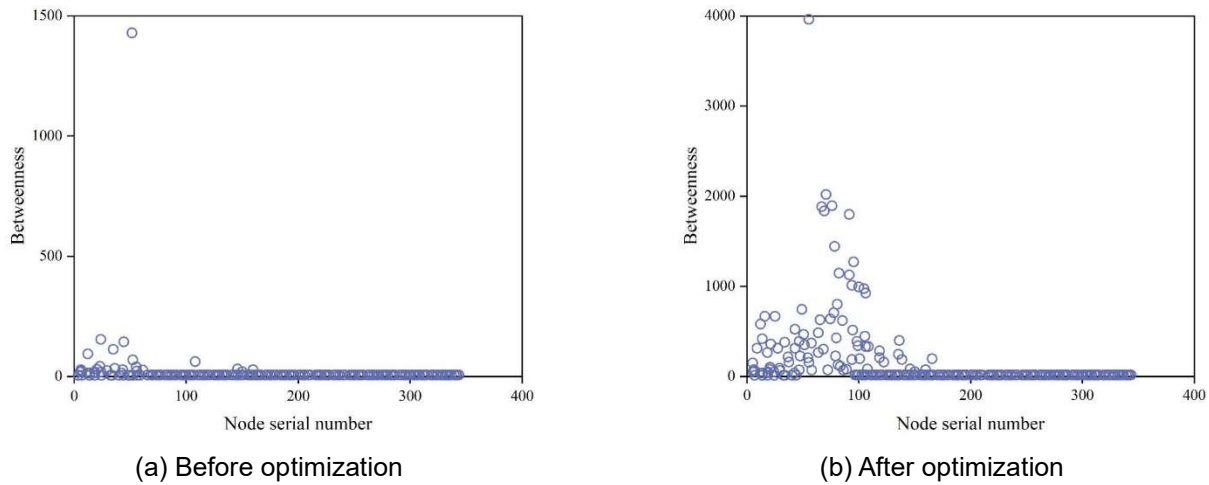 1500
1000
500
0
Betweenness
0 100 200 300 400
Node serial number
(a) Before optimization
4000
3000
2000
1000
0
Betweenness
0 100 200 300 400
Node serial number
(b) After optimization